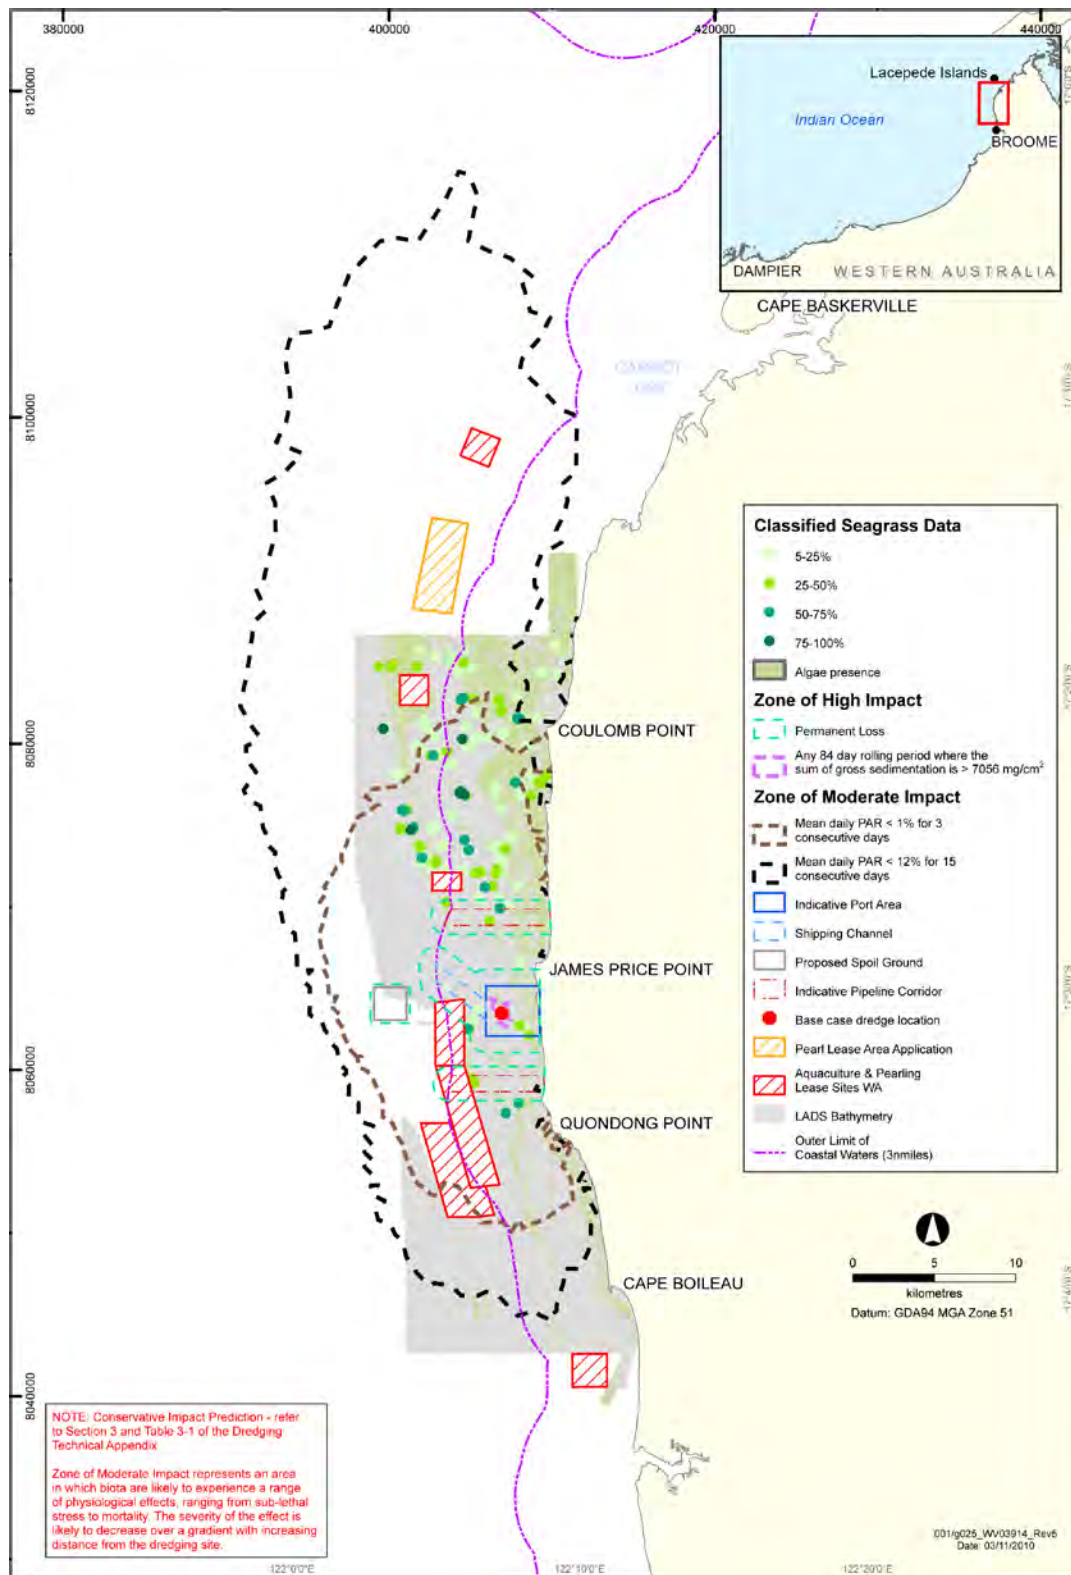 380000
400000
420000
440000
8120000
8100000
8080000
8060000
8040000
Lacepede Islands
Indian Ocean
BROOME
DAMPIER
WESTERN AUSTRALIA
CAPE BASKERVILLE
COULOMB POINT
JAMES PRICE POINT
QUONDONG POINT
CAPE BOILEAU
Classified Seagrass Data
5-25%
25-50%
50-75%
75-100%
Algae presence
Zone of High Impact
Permanent Loss
Any 84 day rolling period where the
sum of gross sedimentation is > 7056 mg/cm²
Zone of Moderate Impact
Mean daily PAR < 1% for 3
consecutive days
Mean daily PAR < 12% for 15
consecutive days
Indicative Port Area
Shipping Channel
Proposed Spoil Ground
Indicative Pipeline Corridor
Base case dredge location
Pearl Lease Area Application
Aquaculture & Pearling
Lease Sites WA
LADS Bathymetry
Outer Limit of
Coastal Waters (3nmiles)
0 5 10
kilometres
Datum: GDA94 MGA Zone 51
NOTE: Conservative Impact Prediction - refer
to Section 3 and Table 3-1 of the Dredging
Technical Appendix
Zone of Moderate Impact represents an area
in which biota are likely to experience a range
of physiological effects, ranging from sub-lethal
stress to mortality. The severity of the effect is
likely to decrease over a gradient with increasing
distance from the dredging site.
001/g025_WV03914_Rev5
Date: 03/11/2010
122°0'0"E
122°10'0"E
122°20'0"E